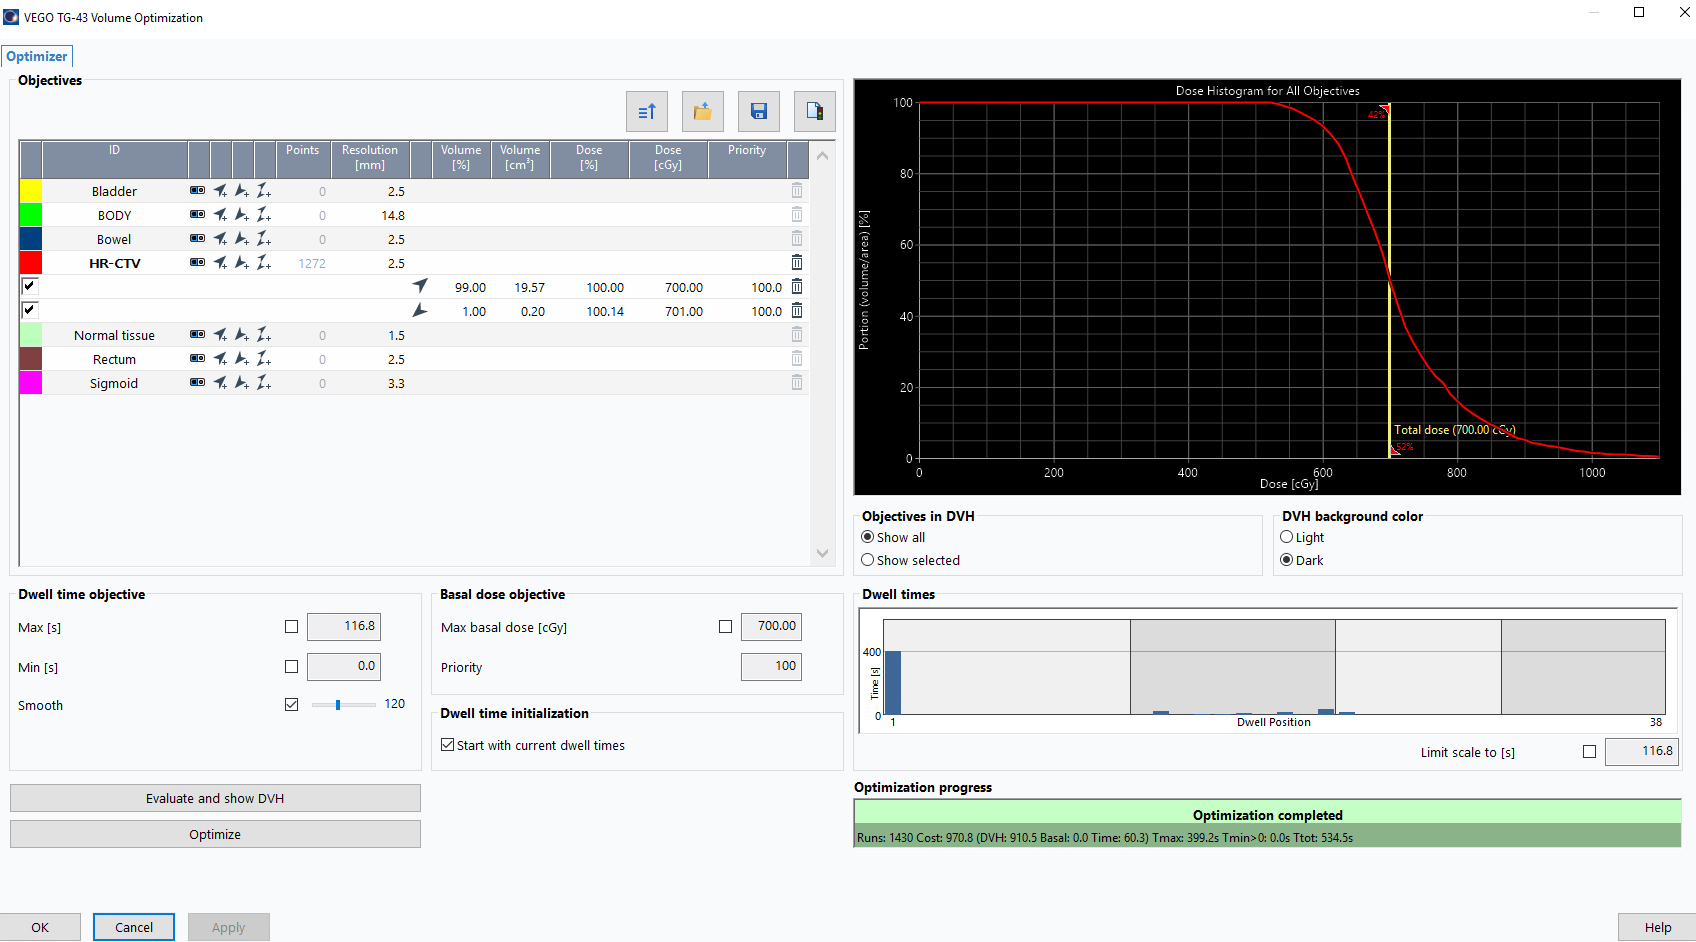 VEGO TG-43 Volume Optimization
Optimizer
Objectives
ID Points Resolution [mm] Volume [%] Volume [cm³] Dose [%] Dose [cGy] Priority
Bladder 0 2.5
BODY 0 14.8
Bowel 0 2.5
HR-CTV 1272 2.5
99.00 19.57 100.00 700.00 100.0
1.00 0.20 100.14 701.00 100.0
Normal tissue 0 1.5
Rectum 0 2.5
Sigmoid 0 3.3
Dose Histogram for All Objectives
Portion (volume/area) [%]
100
80
60
40
20
0
42%
Total dose (700.00 cGy)
52%
0 200 400 600 800 1000
Dose [cGy]
Objectives in DVH
Show all
Show selected
DVH background color
Light
Dark
Dwell time objective
Max [s] 116.8
Min [s] 0.0
Smooth 120
Basal dose objective
Max basal dose [cGy] 700.00
Priority 100
Dwell time initialization
Start with current dwell times
Dwell times
Time [s]
400
0
1 Dwell Position 38
Limit scale to [s] 116.8
Evaluate and show DVH
Optimize
Optimization progress
Optimization completed
Runs: 1430 Cost: 970.8 (DVH: 910.5 Basal: 0.0 Time: 60.3) Tmax: 399.2s Tmin>0: 0.0s Ttot: 534.5s
OK Cancel Apply Help